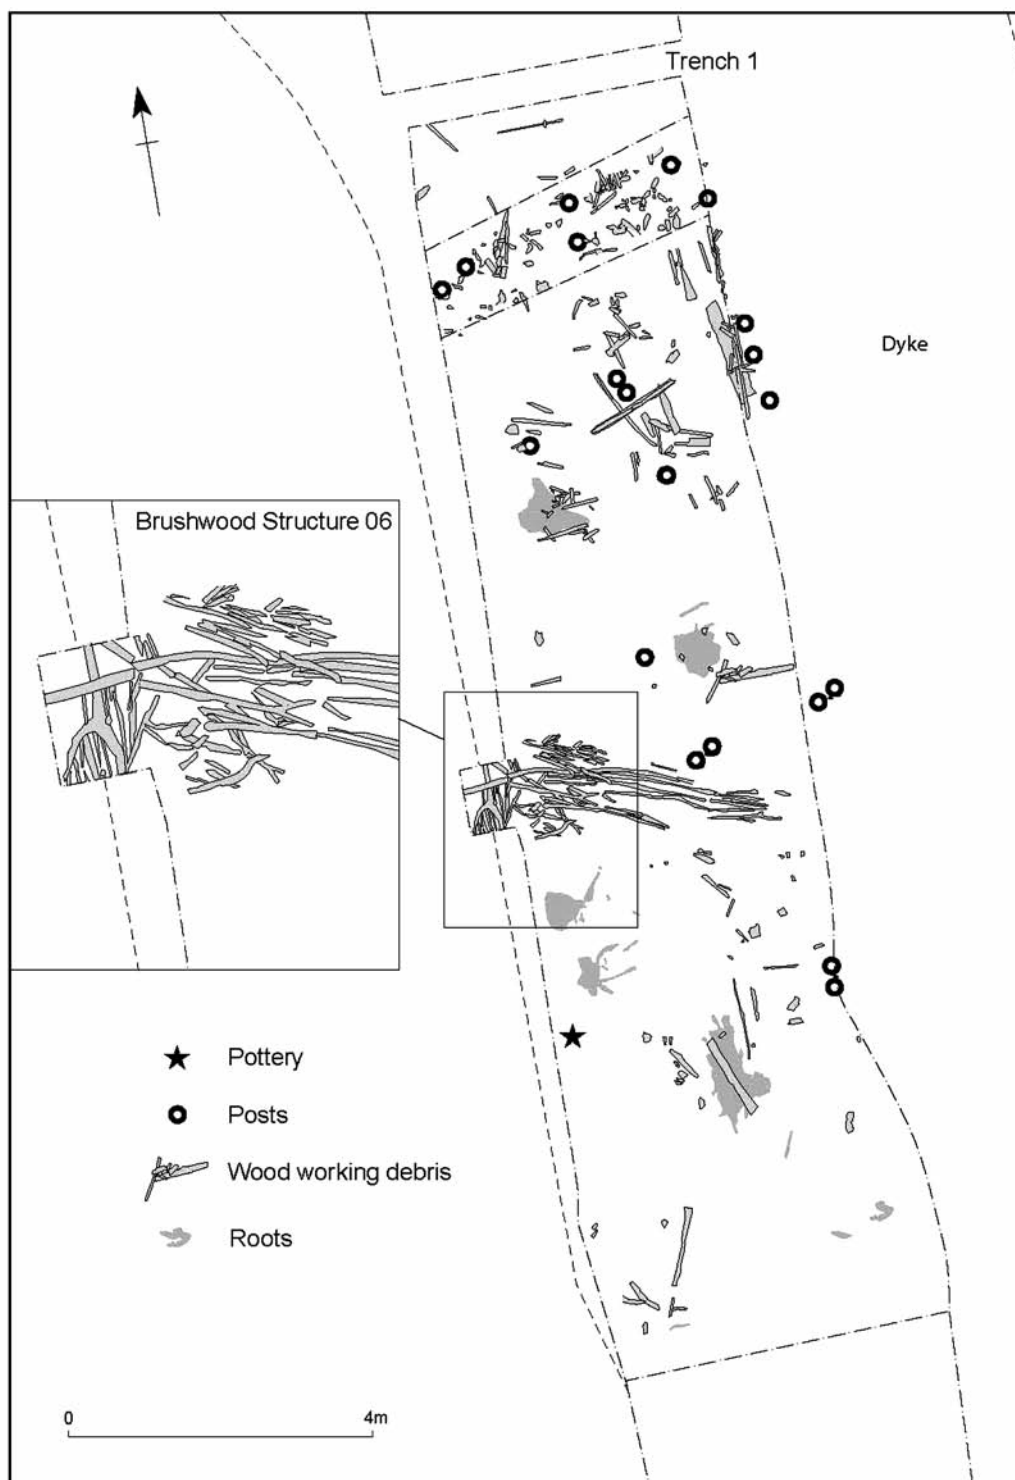 Trench 1
Dyke
Brushwood Structure 06
Pottery
Posts
Wood working debris
Roots
0 4m